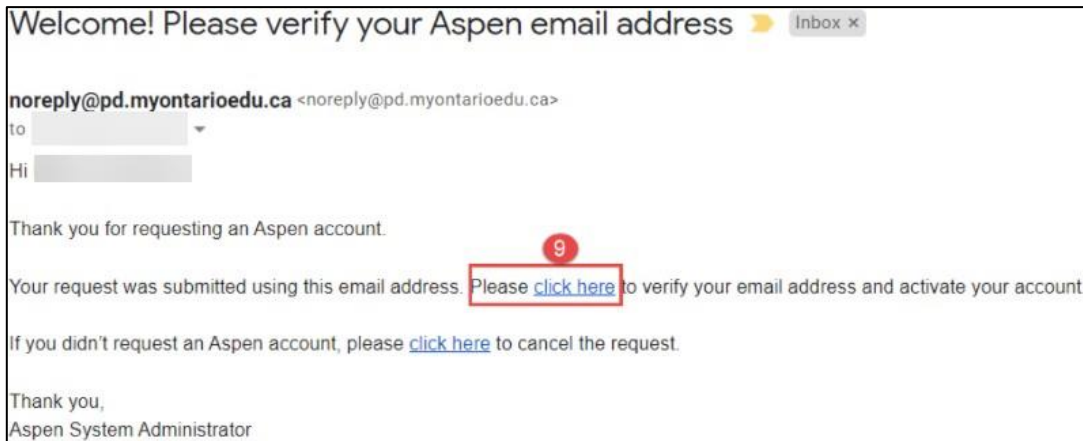 Welcome! Please verify your Aspen email address Inbox ×
noreply@pd.myontarioedu.ca <noreply@pd.myontarioedu.ca>
to
Hi
Thank you for requesting an Aspen account.
9
Your request was submitted using this email address. Please click here to verify your email address and activate your account
If you didn't request an Aspen account, please click here to cancel the request.
Thank you,
Aspen System Administrator